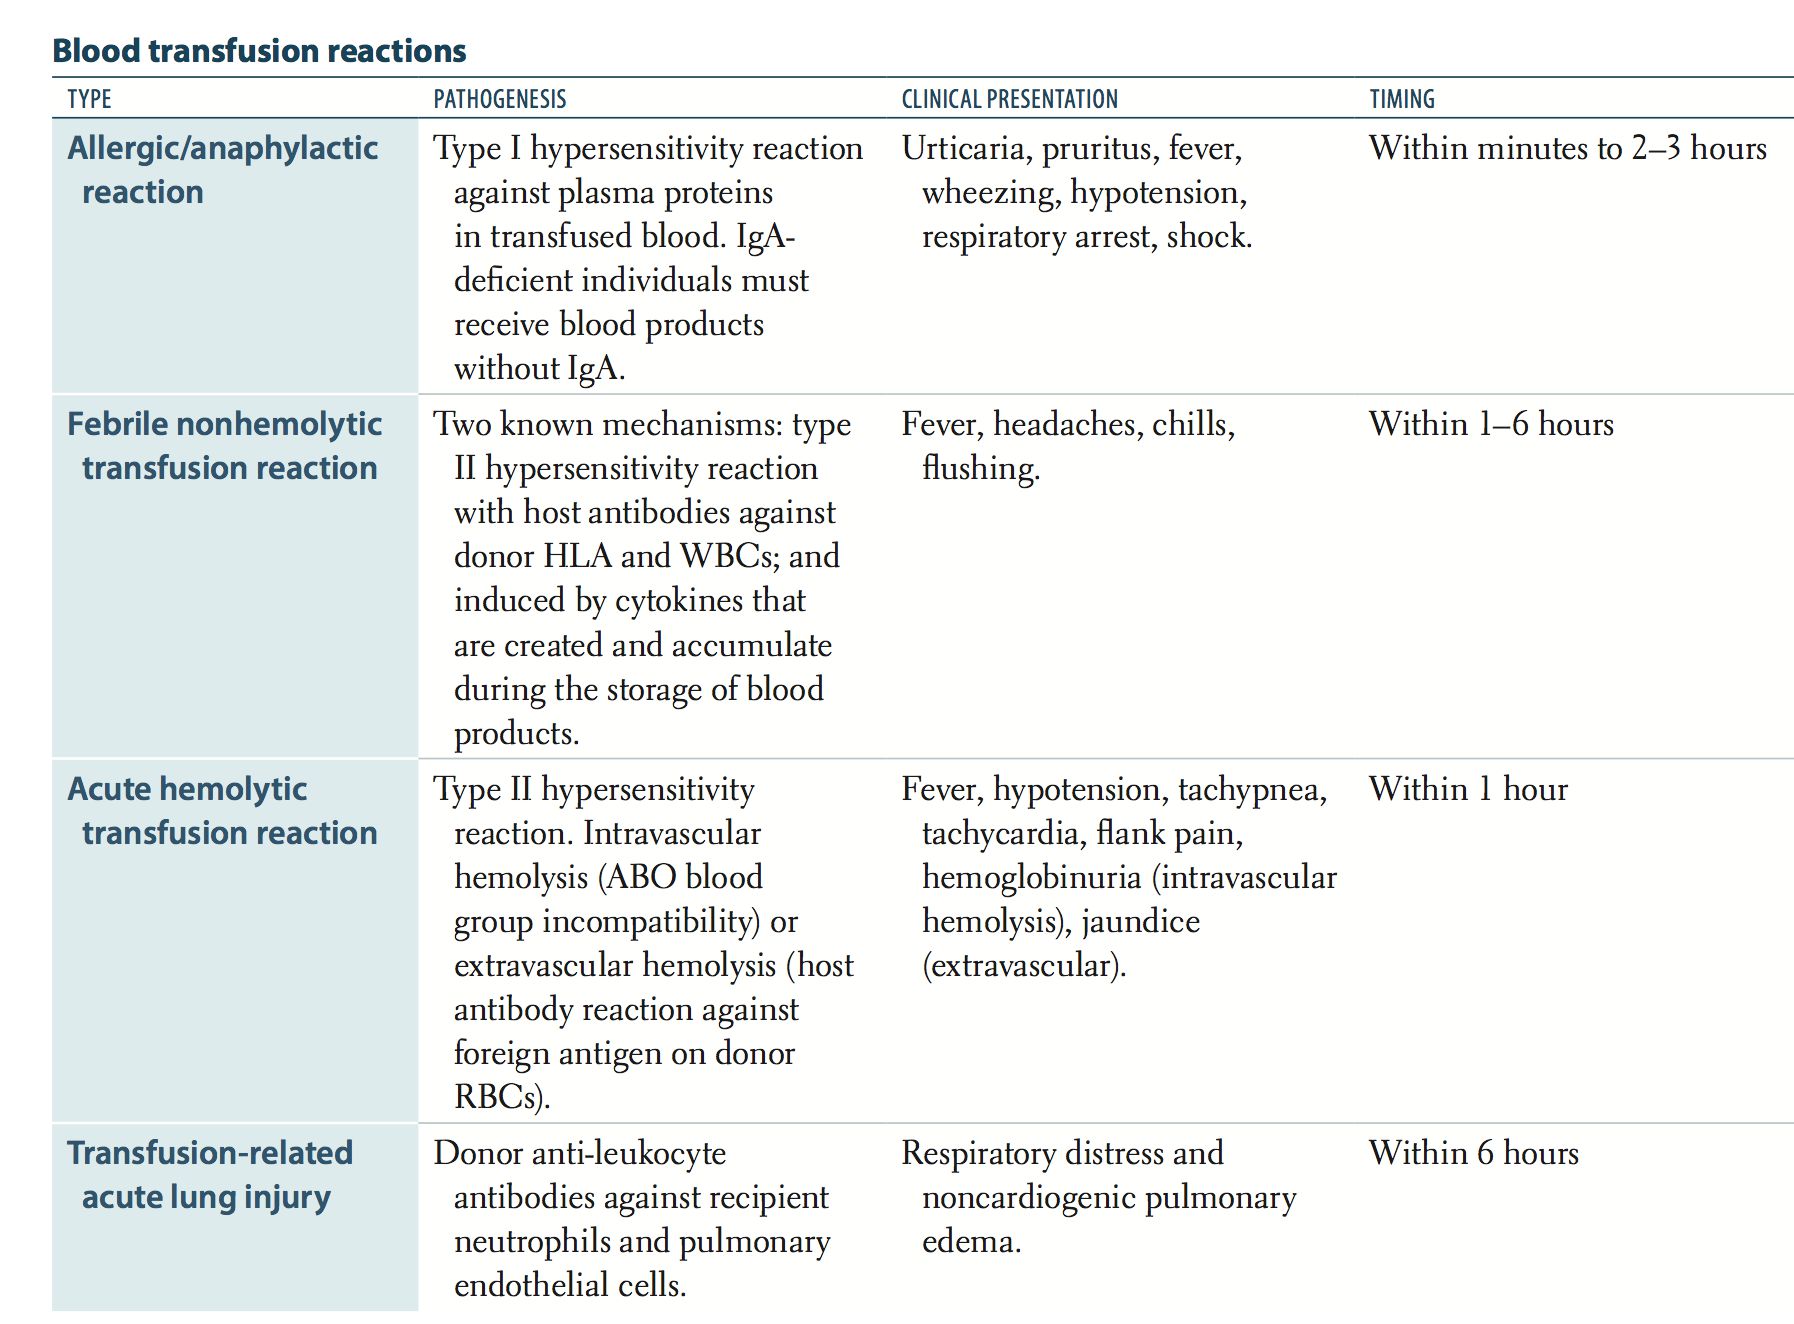 Blood transfusion reactions
TYPE PATHOGENESIS CLINICAL PRESENTATION TIMING
Allergic/anaphylactic
reaction
Type I hypersensitivity reaction
against plasma proteins
in transfused blood. IgA-
deficient individuals must
receive blood products
without IgA.
Urticaria, pruritus, fever,
wheezing, hypotension,
respiratory arrest, shock.
Within minutes to 2–3 hours
Febrile nonhemolytic
transfusion reaction
Two known mechanisms: type
II hypersensitivity reaction
with host antibodies against
donor HLA and WBCs; and
induced by cytokines that
are created and accumulate
during the storage of blood
products.
Fever, headaches, chills,
flushing.
Within 1–6 hours
Acute hemolytic
transfusion reaction
Type II hypersensitivity
reaction. Intravascular
hemolysis (ABO blood
group incompatibility) or
extravascular hemolysis (host
antibody reaction against
foreign antigen on donor
RBCs).
Fever, hypotension, tachypnea,
tachycardia, flank pain,
hemoglobinuria (intravascular
hemolysis), jaundice
(extravascular).
Within 1 hour
Transfusion-related
acute lung injury
Donor anti-leukocyte
antibodies against recipient
neutrophils and pulmonary
endothelial cells.
Respiratory distress and
noncardiogenic pulmonary
edema.
Within 6 hours